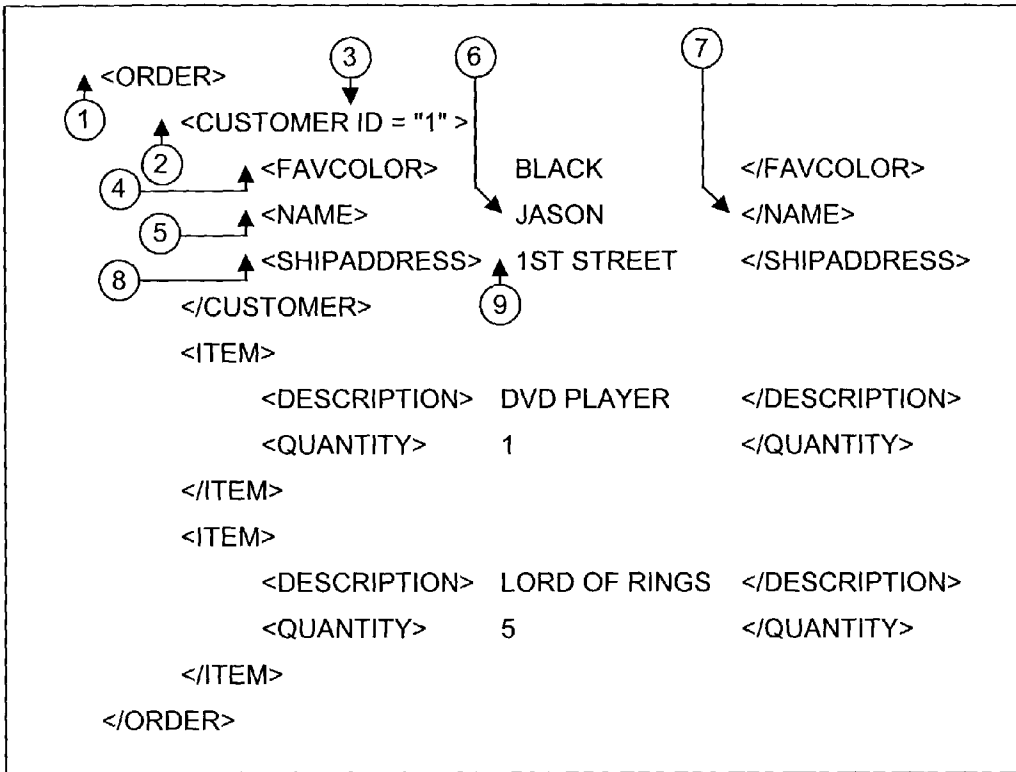 3 6 7
<ORDER>
1
<CUSTOMER ID = "1" >
2
<FAVCOLOR> BLACK </FAVCOLOR>
4
<NAME> JASON </NAME>
5
<SHIPADDRESS> 1ST STREET </SHIPADDRESS>
8 9
</CUSTOMER>
<ITEM>
<DESCRIPTION> DVD PLAYER </DESCRIPTION>
<QUANTITY> 1 </QUANTITY>
</ITEM>
<ITEM>
<DESCRIPTION> LORD OF RINGS </DESCRIPTION>
<QUANTITY> 5 </QUANTITY>
</ITEM>
</ORDER>